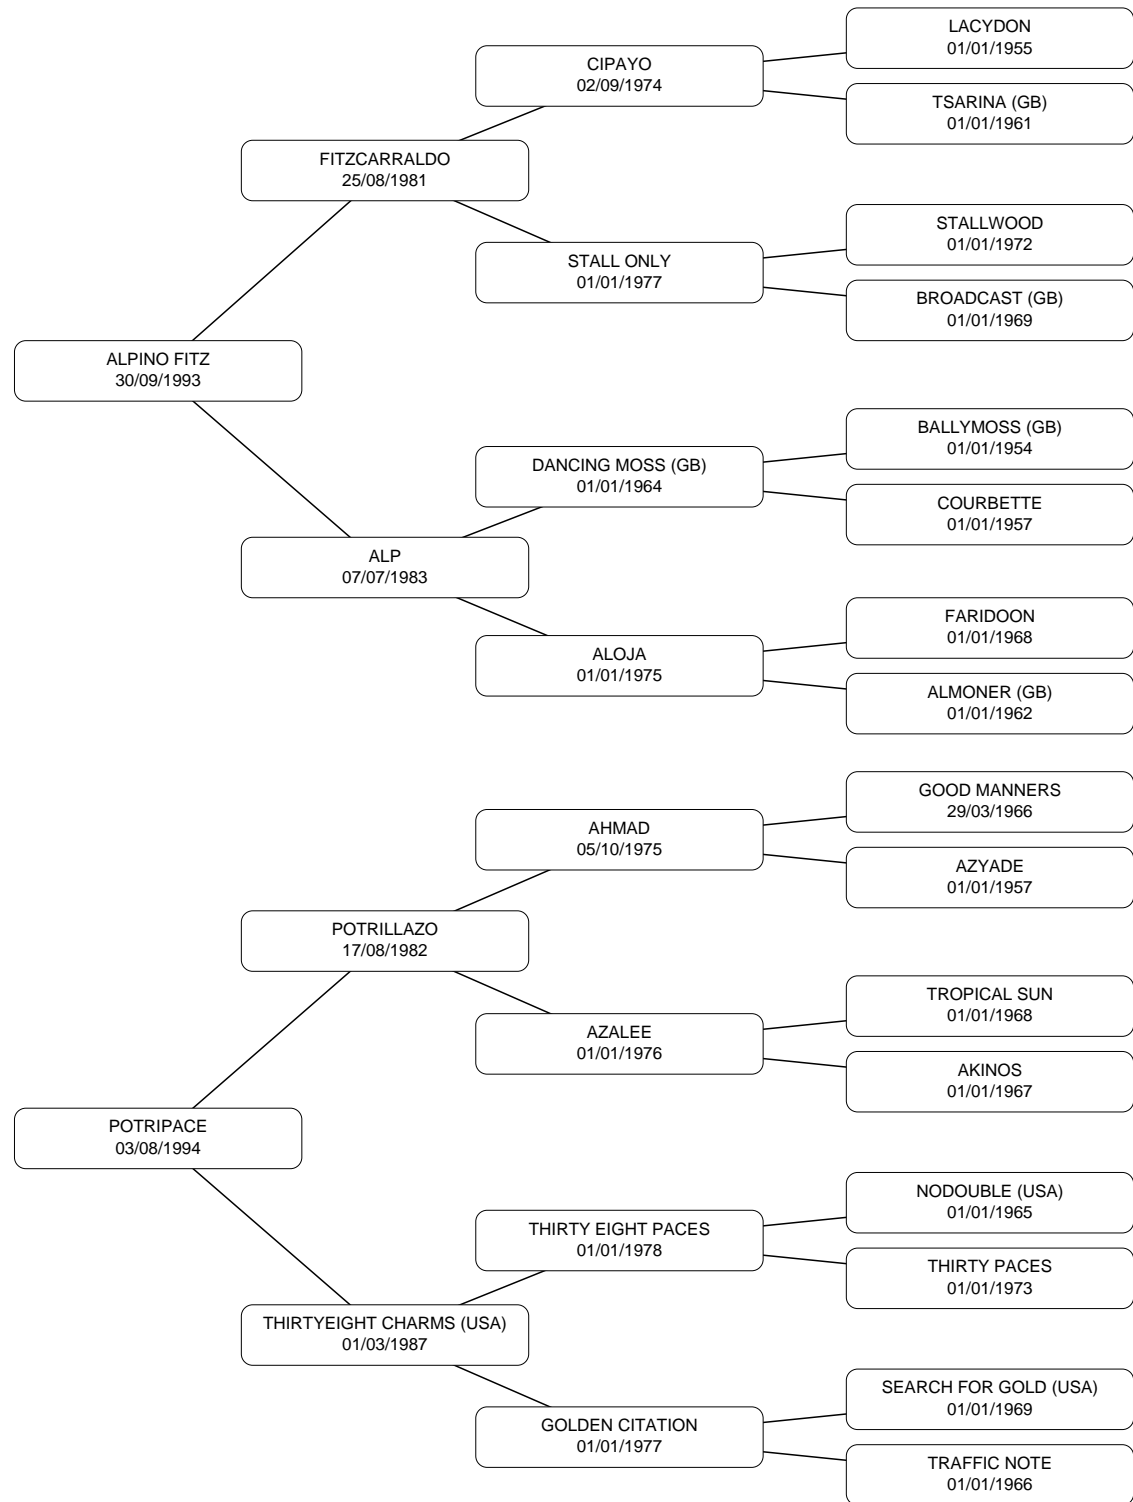 LACYDON
01/01/1955
CIPAYO
02/09/1974
TSARINA (GB)
01/01/1961
FITZCARRALDO
25/08/1981
STALLWOOD
01/01/1972
STALL ONLY
01/01/1977
BROADCAST (GB)
01/01/1969
ALPINO FITZ
30/09/1993
BALLYMOSS (GB)
01/01/1954
DANCING MOSS (GB)
01/01/1964
COURBETTE
01/01/1957
ALP
07/07/1983
FARIDOON
01/01/1968
ALOJA
01/01/1975
ALMONER (GB)
01/01/1962
GOOD MANNERS
29/03/1966
AHMAD
05/10/1975
AZYADE
01/01/1957
POTRILLAZO
17/08/1982
TROPICAL SUN
01/01/1968
AZALEE
01/01/1976
AKINOS
01/01/1967
POTRIPACE
03/08/1994
NODOUBLE (USA)
01/01/1965
THIRTY EIGHT PACES
01/01/1978
THIRTY PACES
01/01/1973
THIRTYEIGHT CHARMS (USA)
01/03/1987
SEARCH FOR GOLD (USA)
01/01/1969
GOLDEN CITATION
01/01/1977
TRAFFIC NOTE
01/01/1966